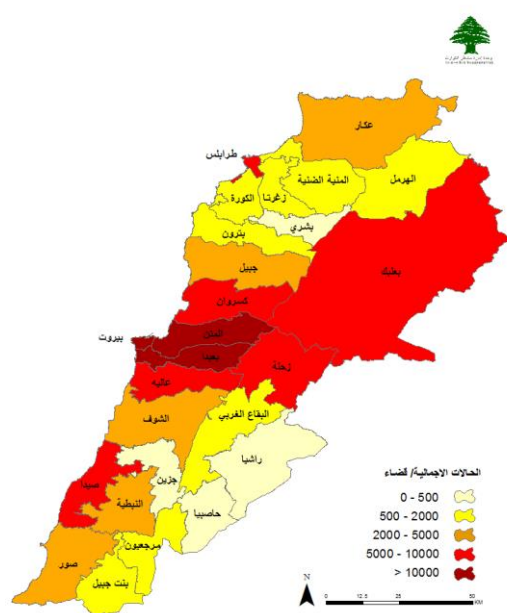 عكار
طرابلس
المنية الضنية
الهرمل
زغرتا
الكورة
بشري
بترون
بعلبك
جبيل
كسروان
المتن
بيروت
بعبدا
زحلة
عاليه
البقاع الغربي
الشوف
راشيا
جزين
صيدا
النبطية
حاصبيا
مرجعيون
صور
بنت جبيل
الحالات الاجمالية/ قضاء
0 - 500
500 - 2000
2000 - 5000
5000 - 10000
> 10000
N
0
12.5
25
50
KM